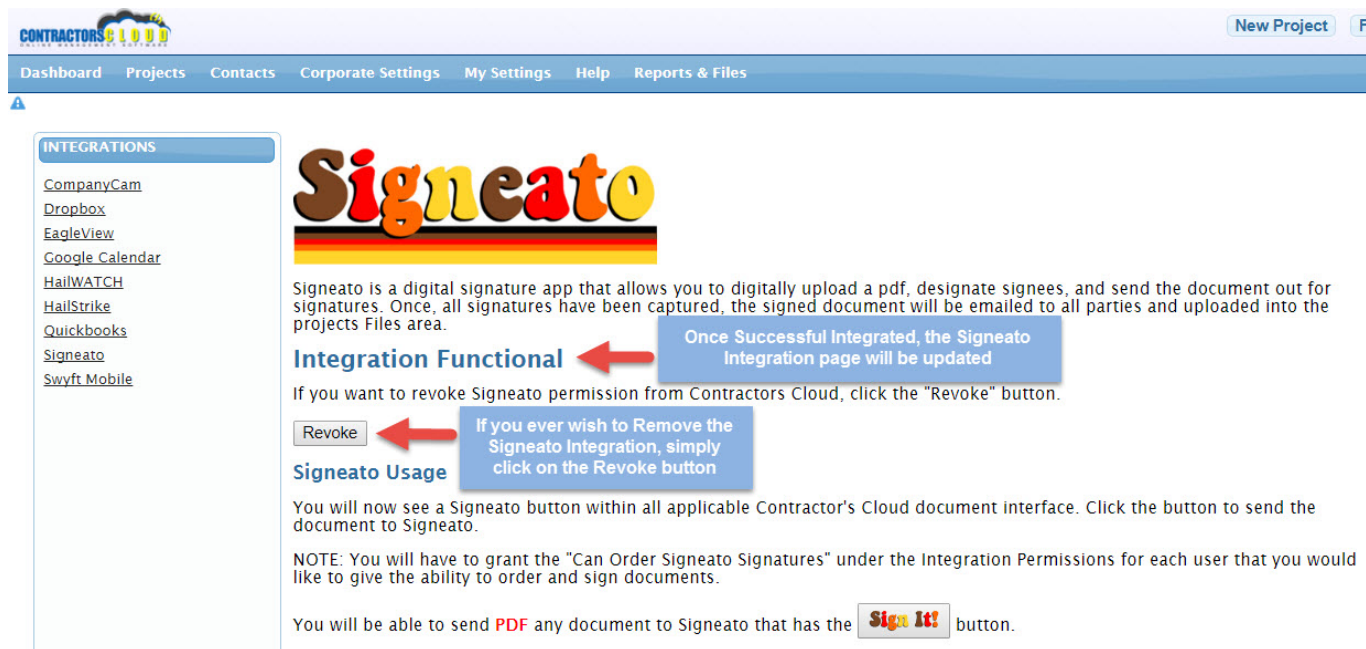 CONTRACTORS CLOUD
ONLINE MANAGEMENT SOFTWARE
New Project
F
Dashboard Projects Contacts Corporate Settings My Settings Help Reports & Files
INTEGRATIONS
CompanyCam
Dropbox
EagleView
Google Calendar
HailWATCH
HailStrike
Quickbooks
Signeato
Swyft Mobile
Signeato
Signeato is a digital signature app that allows you to digitally upload a pdf, designate signees, and send the document out for
signatures. Once, all signatures have been captured, the signed document will be emailed to all parties and uploaded into the
projects Files area.
Once Successful Integrated, the Signeato
Integration page will be updated
Integration Functional
If you want to revoke Signeato permission from Contractors Cloud, click the "Revoke" button.
Revoke
If you ever wish to Remove the
Signeato Integration, simply
click on the Revoke button
Signeato Usage
You will now see a Signeato button within all applicable Contractor's Cloud document interface. Click the button to send the
document to Signeato.
NOTE: You will have to grant the "Can Order Signeato Signatures" under the Integration Permissions for each user that you would
like to give the ability to order and sign documents.
You will be able to send PDF any document to Signeato that has the Sign It! button.